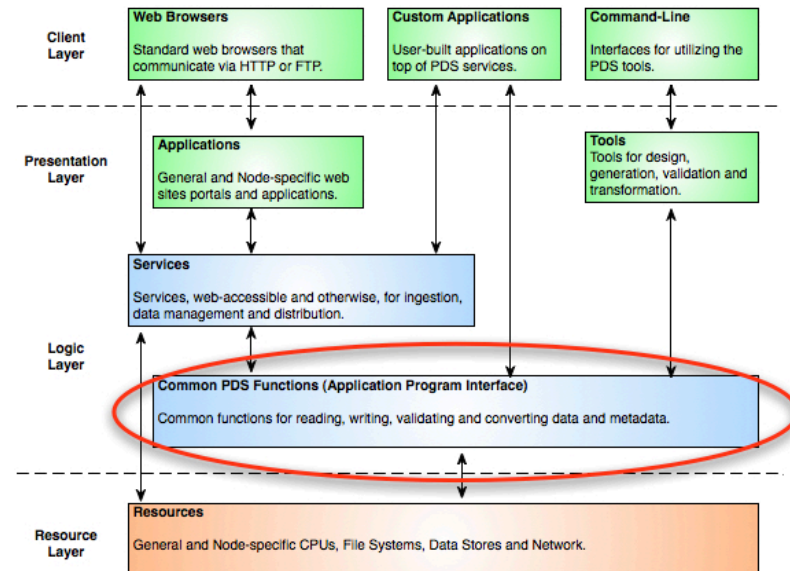 Client
Layer
Web Browsers
Standard web browsers that
communicate via HTTP or FTP.
Custom Applications
User-built applications on
top of PDS services.
Command-Line
Interfaces for utilizing the
PDS tools.
Presentation
Layer
Applications
General and Node-specific web
sites portals and applications.
Tools
Tools for design,
generation, validation and
transformation.
Logic
Layer
Services
Services, web-accessible and otherwise, for ingestion,
data management and distribution.
Common PDS Functions (Application Program Interface)
Common functions for reading, writing, validating and converting data and metadata.
Resource
Layer
Resources
General and Node-specific CPUs, File Systems, Data Stores and Network.